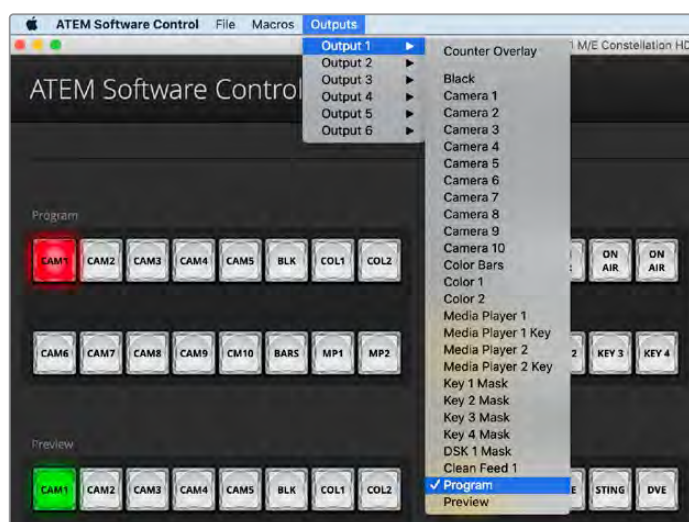 ATEM Software Control File Macros Outputs
1 M/E Constellation HD
ATEM Software Control
Output 1
Output 2
Output 3
Output 4
Output 5
Output 6
Counter Overlay
Black
Camera 1
Camera 2
Camera 3
Camera 4
Camera 5
Camera 6
Camera 7
Camera 8
Camera 9
Camera 10
Color Bars
Color 1
Color 2
Media Player 1
Media Player 1 Key
Media Player 2
Media Player 2 Key
Key 1 Mask
Key 2 Mask
Key 3 Mask
Key 4 Mask
DSK 1 Mask
Clean Feed 1
✓ Program
Preview
Program
CAM1 CAM2 CAM3 CAM4 CAM5 BLK COL1 COL2
ON AIR ON AIR
CAM6 CAM7 CAM8 CAM9 CM10 BARS MP1 MP2
2 KEY 3 KEY 4
Preview
CAM1 CAM2 CAM3 CAM4 CAM5 BLK COL1 COL2
E STING DVE